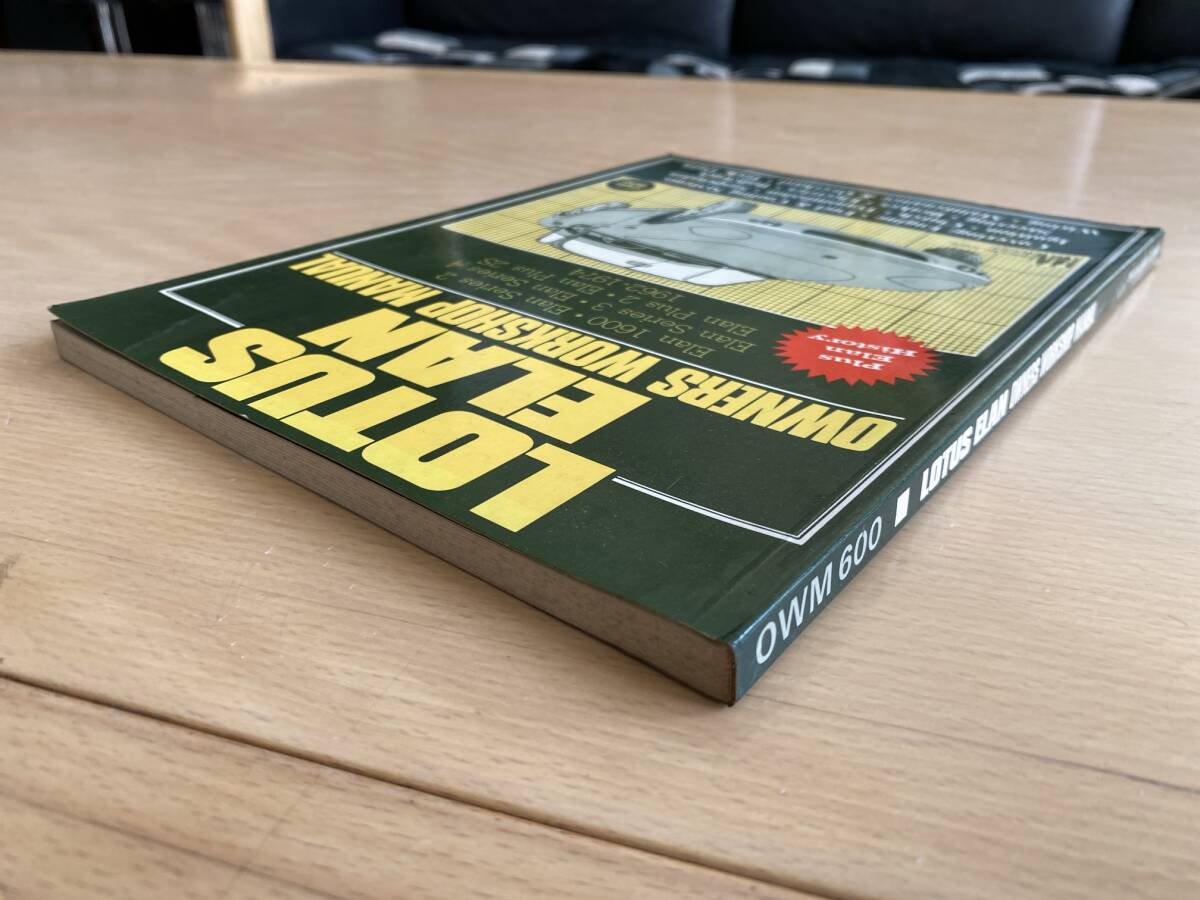 LOTUS
ELAN
OWNERS WORKSHOP MANUAL
Elan 1600 • Elan Series 2
Elan Series 3 • Elan Series 4
Elan Plus 2 • Elan Plus 2S
1962-1974
Plus
Elan
History
OWM 600 ■ LOTUS ELAN OWNERS WORKSHOP MANUAL